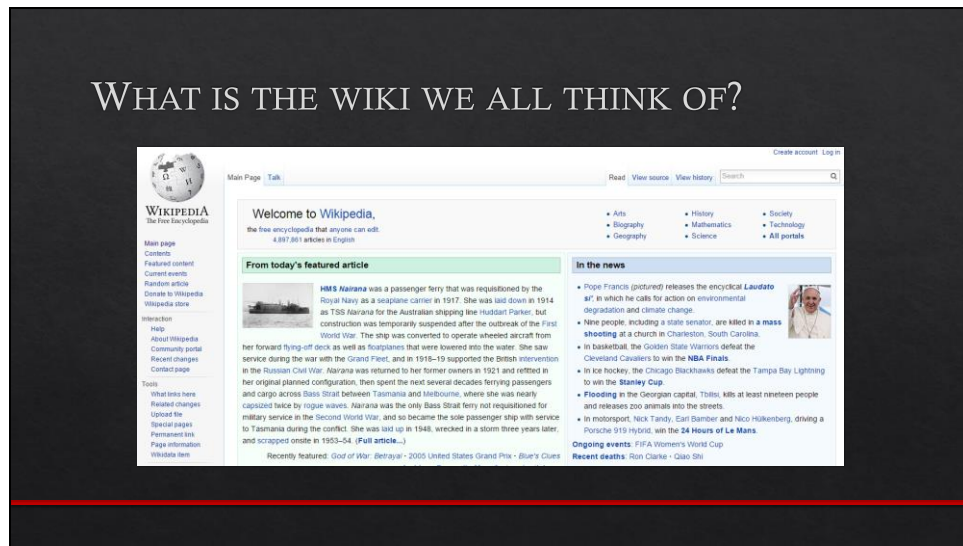 WHAT IS THE WIKI WE ALL THINK OF?
Create account Log in
Main Page Talk
Read View source View history Search
WIKIPEDIA
The Free Encyclopedia
Main page
Contents
Featured content
Current events
Random article
Donate to Wikipedia
Wikipedia store
Interaction
Help
About Wikipedia
Community portal
Recent changes
Contact page
Tools
What links here
Related changes
Upload file
Special pages
Permanent link
Page information
Wikidata item
Welcome to Wikipedia,
the free encyclopedia that anyone can edit.
4,897,861 articles in English
• Arts
• Biography
• Geography
• History
• Mathematics
• Science
• Society
• Technology
• All portals
From today's featured article
HMS Nairana was a passenger ferry that was requisitioned by the
Royal Navy as a seaplane carrier in 1917. She was laid down in 1914
as TSS Nairana for the Australian shipping line Huddart Parker, but
construction was temporarily suspended after the outbreak of the First
World War. The ship was converted to operate wheeled aircraft from
her forward flying-off deck as well as floatplanes that were lowered into the water. She saw
service during the war with the Grand Fleet, and in 1918–19 supported the British intervention
in the Russian Civil War. Nairana was returned to her former owners in 1921 and refitted in
her original planned configuration, then spent the next several decades ferrying passengers
and cargo across Bass Strait between Tasmania and Melbourne, where she was nearly
capsized twice by rogue waves. Nairana was the only Bass Strait ferry not requisitioned for
military service in the Second World War, and so became the sole passenger ship with service
to Tasmania during the conflict. She was laid up in 1948, wrecked in a storm three years later,
and scrapped onsite in 1953–54. (Full article...)
Recently featured: God of War: Betrayal · 2005 United States Grand Prix · Blue's Clues
In the news
• Pope Francis (pictured) releases the encyclical Laudato
si', in which he calls for action on environmental
degradation and climate change.
• Nine people, including a state senator, are killed in a mass
shooting at a church in Charleston, South Carolina.
• In basketball, the Golden State Warriors defeat the
Cleveland Cavaliers to win the NBA Finals.
• In ice hockey, the Chicago Blackhawks defeat the Tampa Bay Lightning
to win the Stanley Cup.
• Flooding in the Georgian capital, Tbilisi, kills at least nineteen people
and releases zoo animals into the streets.
• In motorsport, Nick Tandy, Earl Bamber and Nico Hülkenberg, driving a
Porsche 919 Hybrid, win the 24 Hours of Le Mans.
Ongoing events: FIFA Women's World Cup
Recent deaths: Ron Clarke · Qiao Shi